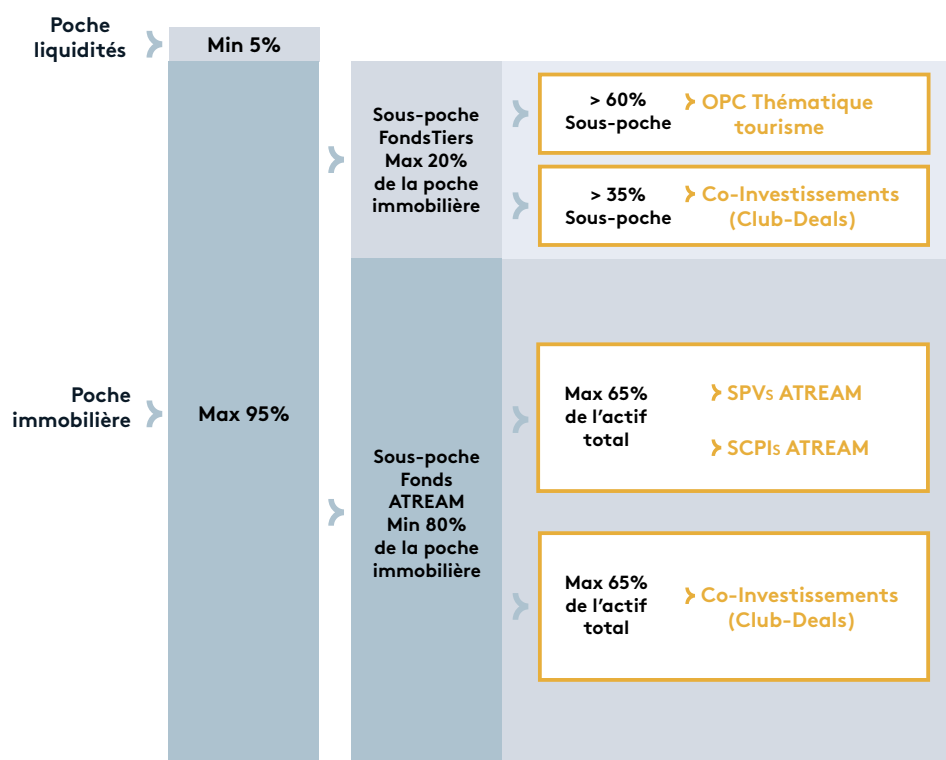 Poche
liquidités
Min 5%
Poche
immobilière
Max 95%
Sous-poche
FondsTiers
Max 20%
de la poche
immobilière
> 60%
Sous-poche
OPC Thématique
tourisme
> 35%
Sous-poche
Co-Investissements
(Club-Deals)
Sous-poche
Fonds
ATREAM
Min 80%
de la poche
immobilière
Max 65%
de l’actif
total
SPVs ATREAM
SCPIs ATREAM
Max 65%
de l’actif
total
Co-Investissements
(Club-Deals)